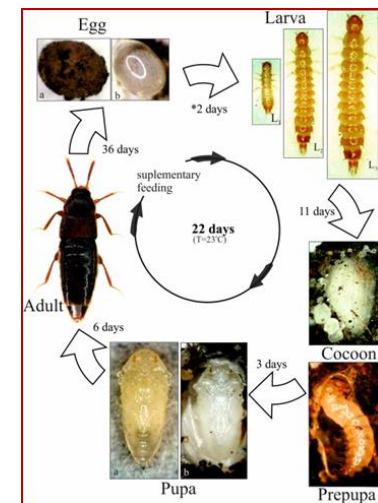 Egg
Larva
a
b
*2 days
L₁
L₂
L₃
36 days
suplementary
feeding
22 days
(T=23°C)
11 days
Adult
Cocoon
6 days
3 days
a
b
Pupa
Prepupa